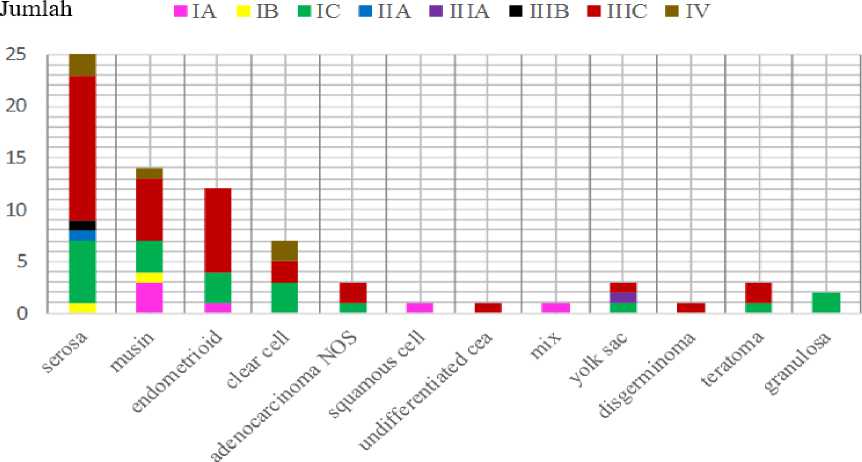 Jumlah IA IB IC IIA IIIA IIIB IIIC IV
25
20
15
10
5
0
serosa
musin
endometrioid
clear cell
adenocarcinoma NOS
squamous cell
undifferentiated cea
mix
yolk sac
disgerminoma
teratoma
granulosa